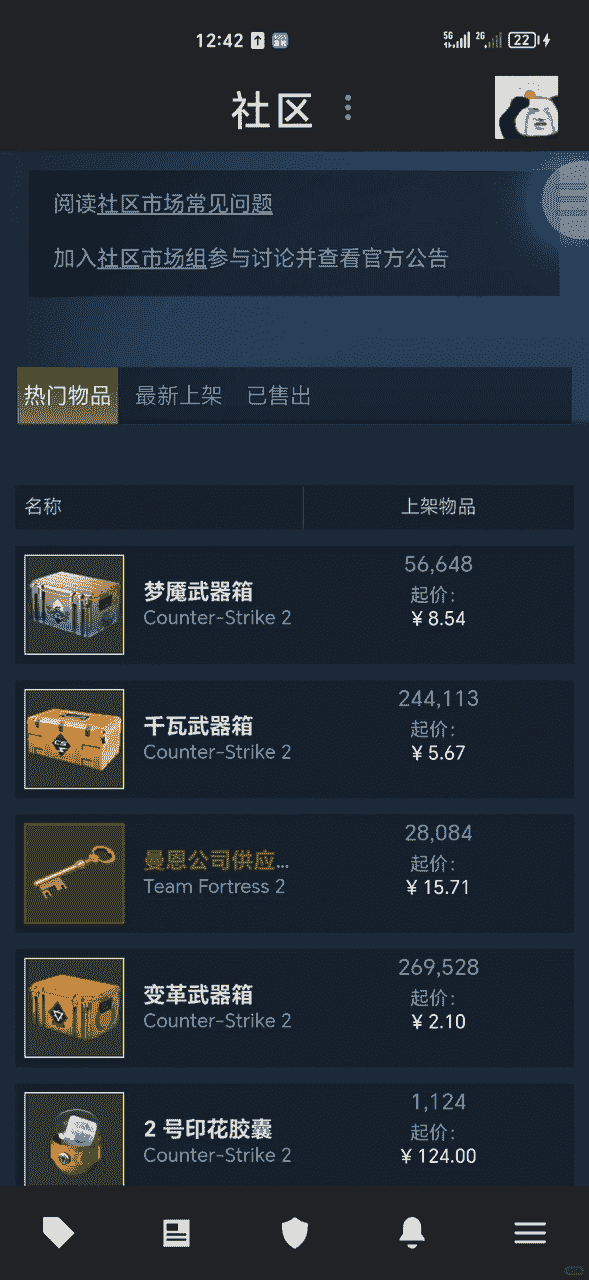 12:42
5G 2G 22
社区
阅读社区市场常见问题
加入社区市场组参与讨论并查看官方公告
热门物品 最新上架 已售出
名称 上架物品
56,648
梦魇武器箱 起价:
Counter-Strike 2 ¥ 8.54
244,113
千瓦武器箱 起价:
Counter-Strike 2 ¥ 5.67
28,084
曼恩公司供应... 起价:
Team Fortress 2 ¥ 15.71
269,528
变革武器箱 起价:
Counter-Strike 2 ¥ 2.10
1,124
2 号印花胶囊 起价:
Counter-Strike 2 ¥ 124.00